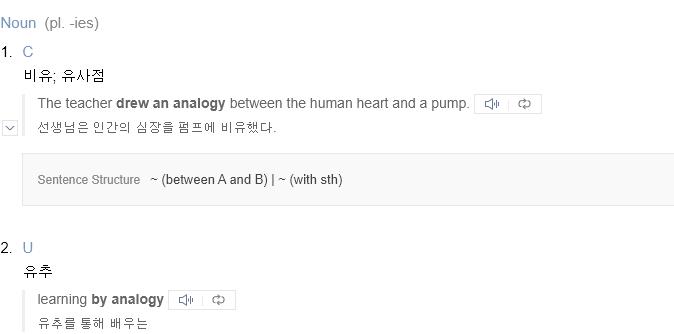 Noun (pl. -ies)
1. C
비유; 유사점
The teacher drew an analogy between the human heart and a pump.
선생님은 인간의 심장을 펌프에 비유했다.
Sentence Structure ~ (between A and B) | ~ (with sth)
2. U
유추
learning by analogy
유추를 통해 배우는